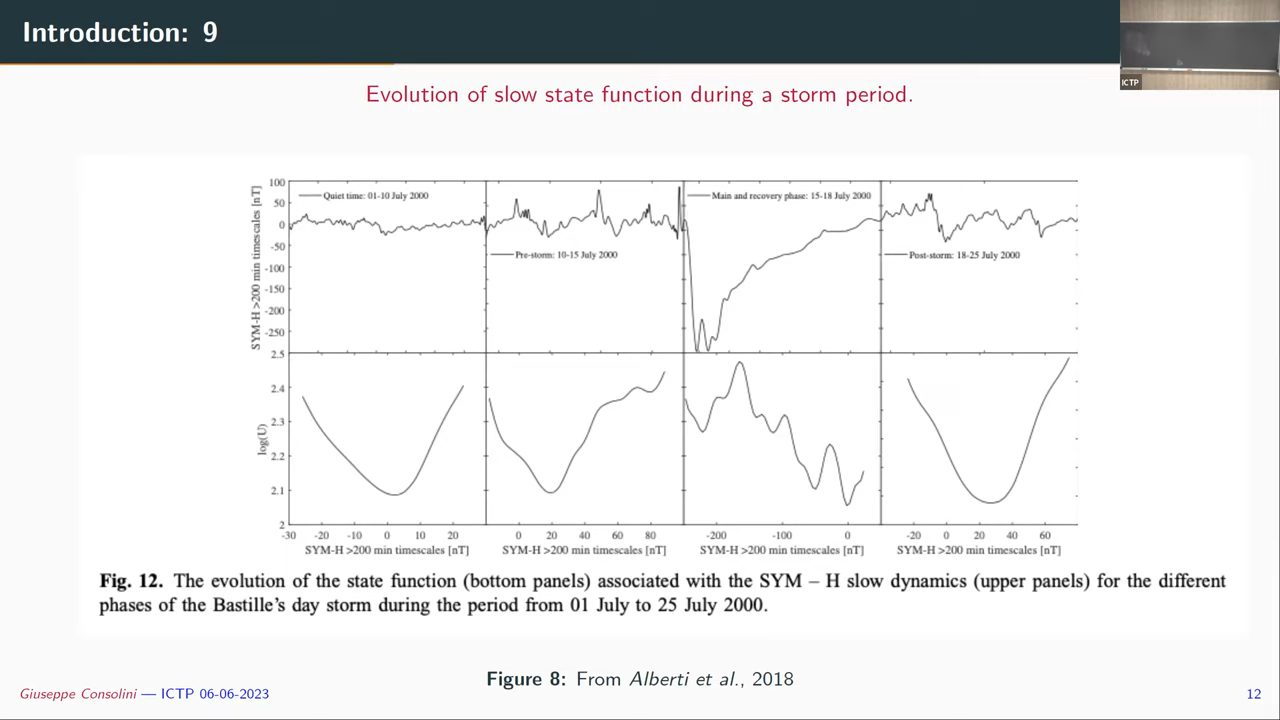 Introduction: 9
ICTP
Evolution of slow state function during a storm period.
SYM-H >200 min timescales [nT]
100
50
0
-50
-100
-150
-200
-250
Quiet time: 01-10 July 2000
Pre-storm: 10-15 July 2000
Main and recovery phase: 15-18 July 2000
Post-storm: 18-25 July 2000
log(U)
2.5
2.4
2.3
2.2
2.1
2
-30 -20 -10 0 10 20
0 20 40 60 80
-200 -100 0
-20 0 20 40 60
SYM-H >200 min timescales [nT] SYM-H >200 min timescales [nT] SYM-H >200 min timescales [nT] SYM-H >200 min timescales [nT]
Fig. 12. The evolution of the state function (bottom panels) associated with the SYM – H slow dynamics (upper panels) for the different
phases of the Bastille's day storm during the period from 01 July to 25 July 2000.
Figure 8: From Alberti et al., 2018
Giuseppe Consolini — ICTP 06-06-2023
12